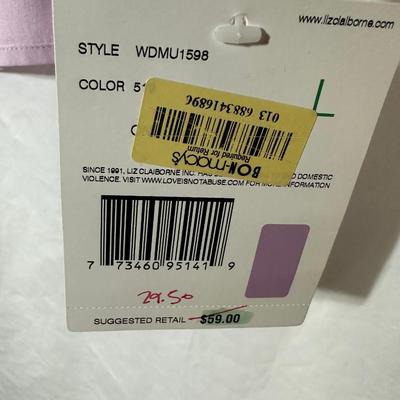 www.lizclaiborne.com
STYLE WDMU1598
COLOR 51
013 6883416896
Required for Return
BON-macy's
SINCE 1991, LIZ CLAIBORNE INC. HAS DOMESTIC
VIOLENCE. VISIT WWW.LOVEISNOTABUSE.COM FOR MORE INFORMATION
7 73460 95141 9
29.50
SUGGESTED RETAIL $59.00